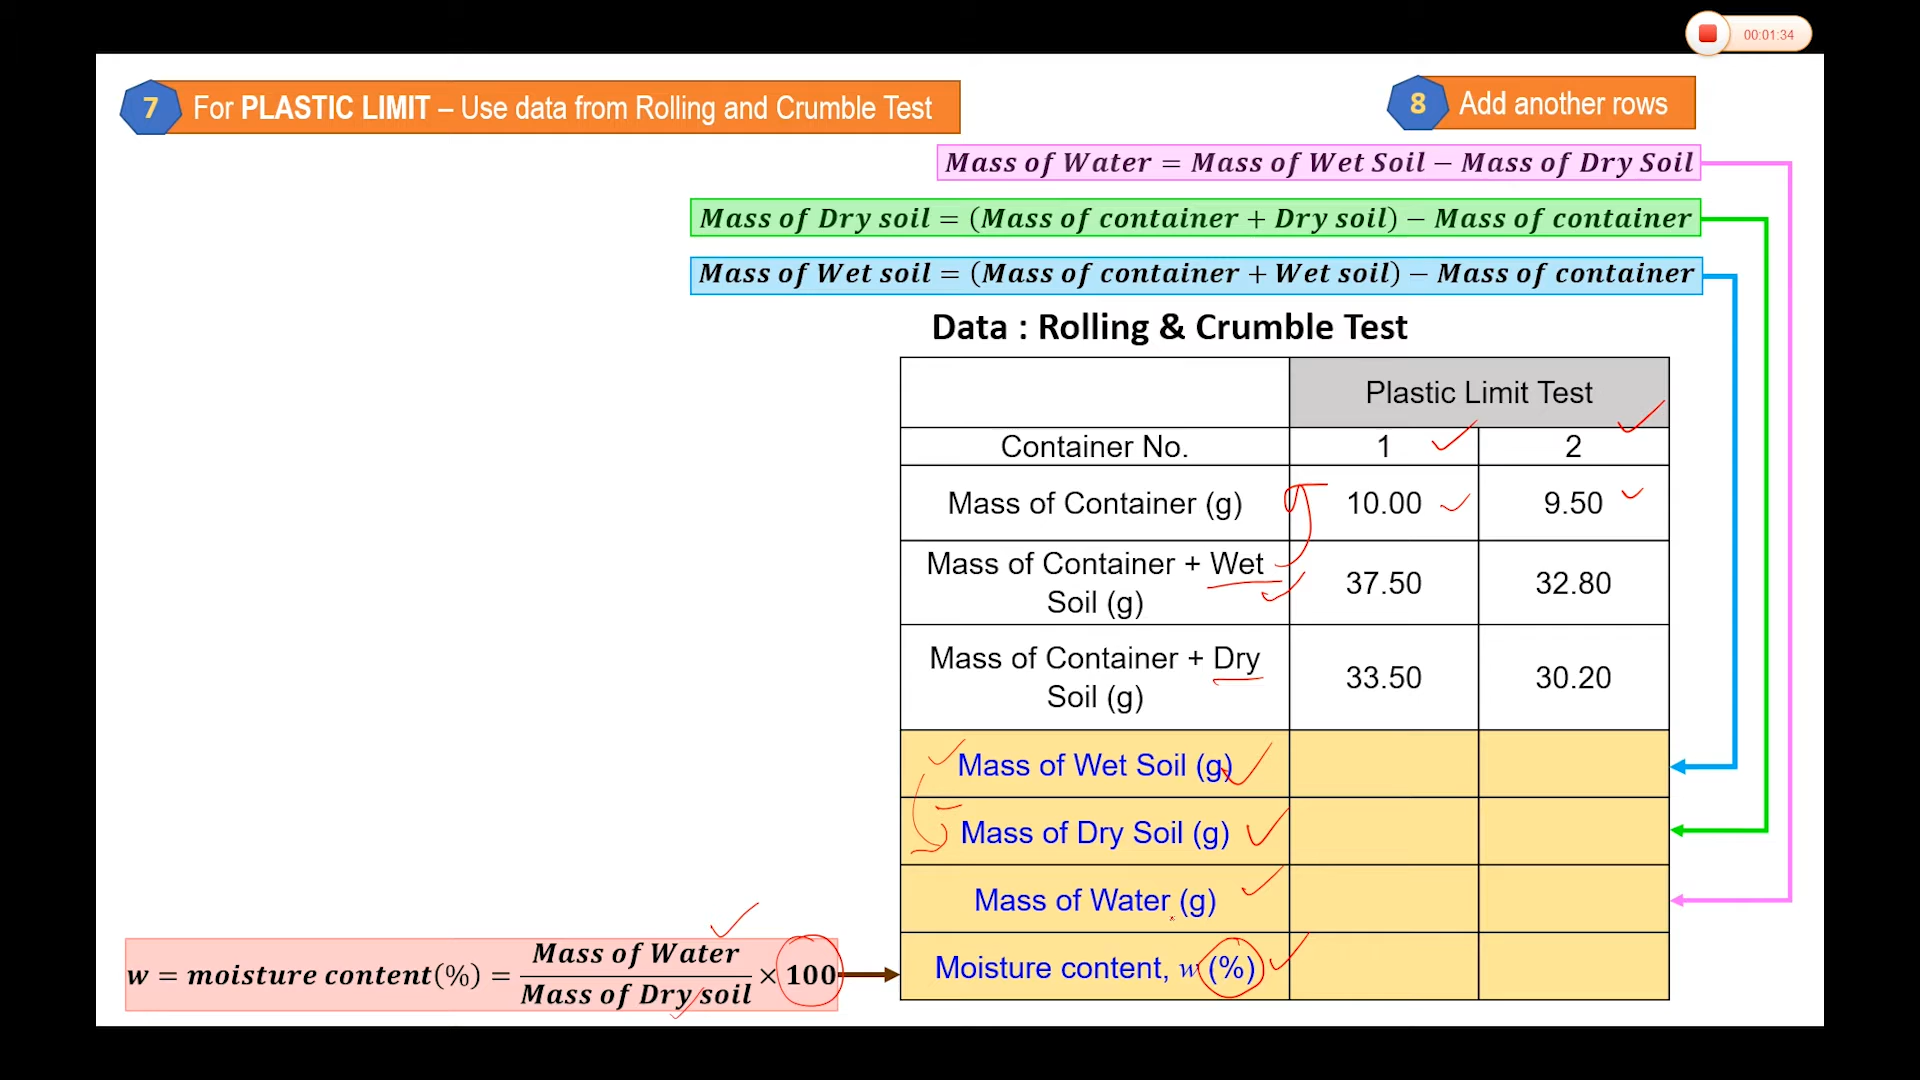 00:01:34
7 For PLASTIC LIMIT – Use data from Rolling and Crumble Test
8 Add another rows
Mass of Water = Mass of Wet Soil − Mass of Dry Soil
Mass of Dry soil = (Mass of container + Dry soil) − Mass of container
Mass of Wet soil = (Mass of container + Wet soil) − Mass of container
Data : Rolling & Crumble Test
Plastic Limit Test
Container No. 1 2
Mass of Container (g) 10.00 9.50
Mass of Container + Wet
Soil (g) 37.50 32.80
Mass of Container + Dry
Soil (g) 33.50 30.20
Mass of Wet Soil (g)
Mass of Dry Soil (g)
Mass of Water (g)
Moisture content, w (%)
w = moisture content(%) = Mass of Water / Mass of Dry soil × 100